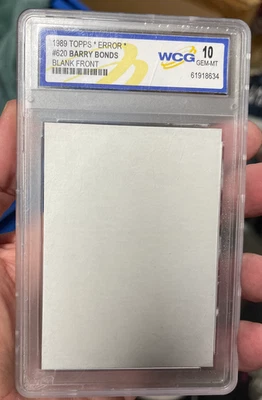 1989 TOPPS * ERROR *
#620 BARRY BONDS
BLANK FRONT
WCG
10
GEM-MT
61918634